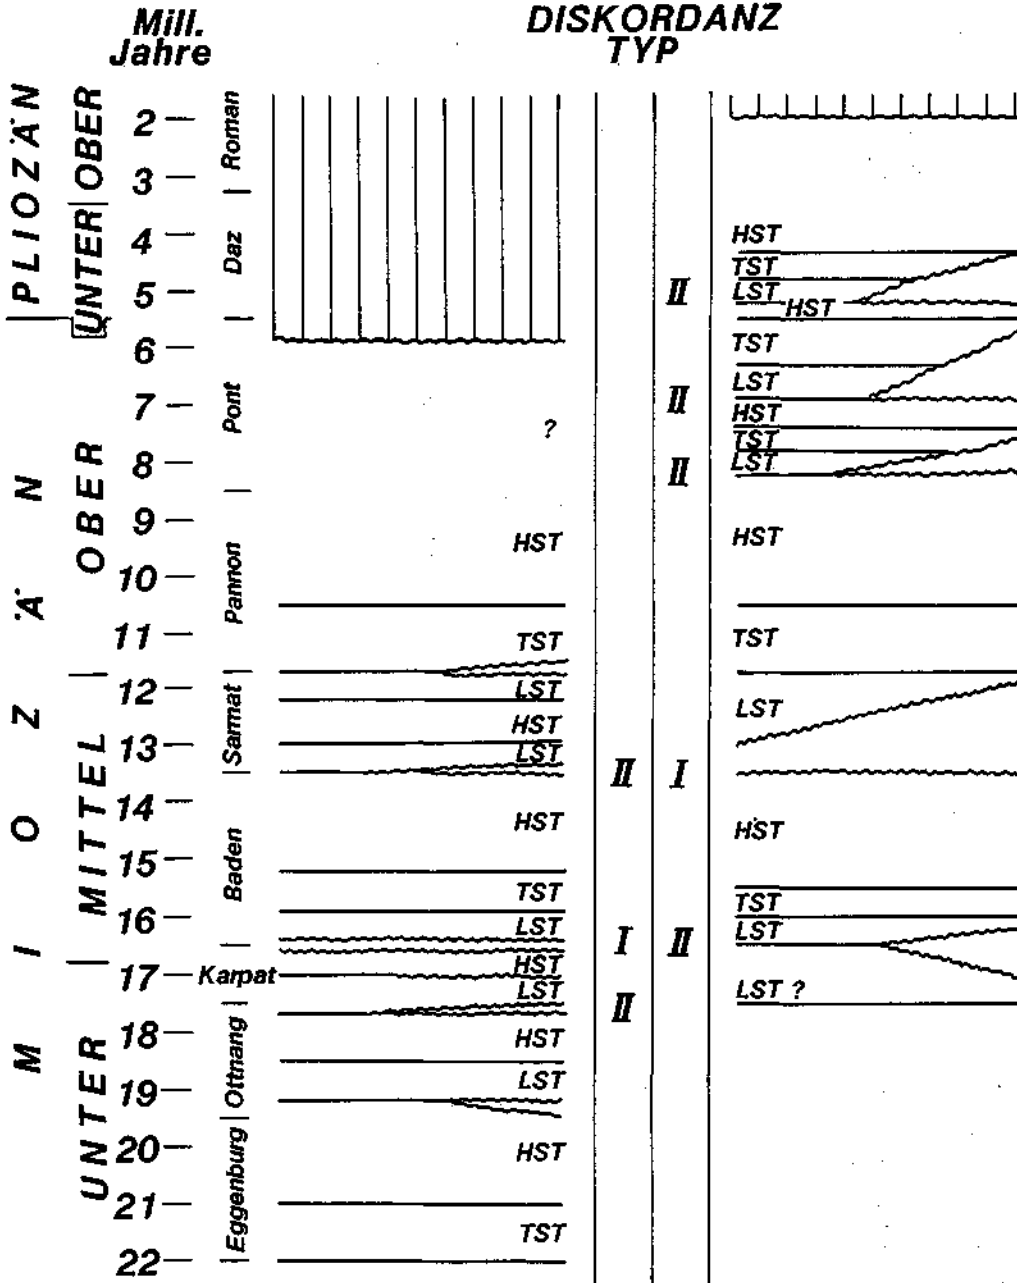 Mill.
Jahre
DISKORDANZ
TYP
PLIOZÄN
OBER
UNTER
MIOZÄN
OBER
MITTEL
UNTER
2
3
4
5
6
7
8
9
10
11
12
13
14
15
16
17
18
19
20
21
22
Roman
Daz
Pont
Pannon
Sarmat
Baden
Karpat
Ottnang
Eggenburg
?
HST
TST
LST
HST
LST
HST
TST
LST
HST
LST
HST
LST
HST
TST
II
I
II
II
II
II
I
II
HST
TST
LST
HST
TST
LST
HST
TST
LST
HST
TST
LST
HST
TST
LST
LST ?